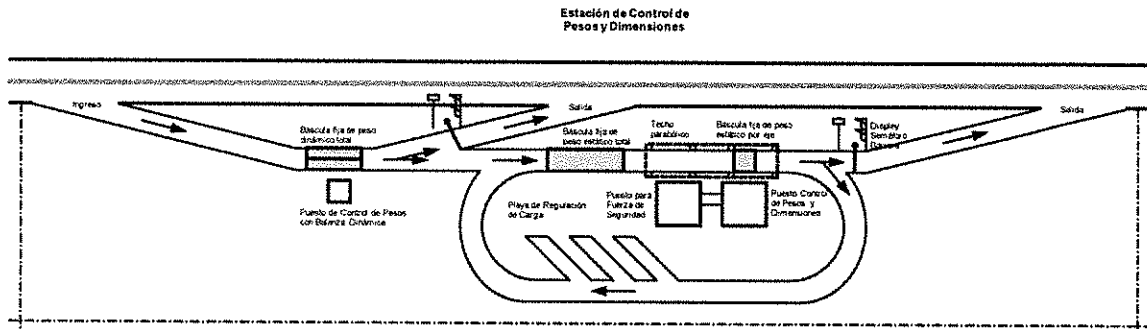 Estación de Control de
Pesos y Dimensiones
Ingreso
Salida
Salida
Báscula fija de peso
dinámico total
Báscula fija de
peso estático total
Techo
parabólico
Báscula fija de peso
estático por eje
Display
Semáforo
Barrera
Puesto de Control de Pesos
con Balanza Dinámica
Playa de Regulación
de Carga
Puesto para
Fuerza de
Seguridad
Puesto Control
de Pesos y
Dimensiones